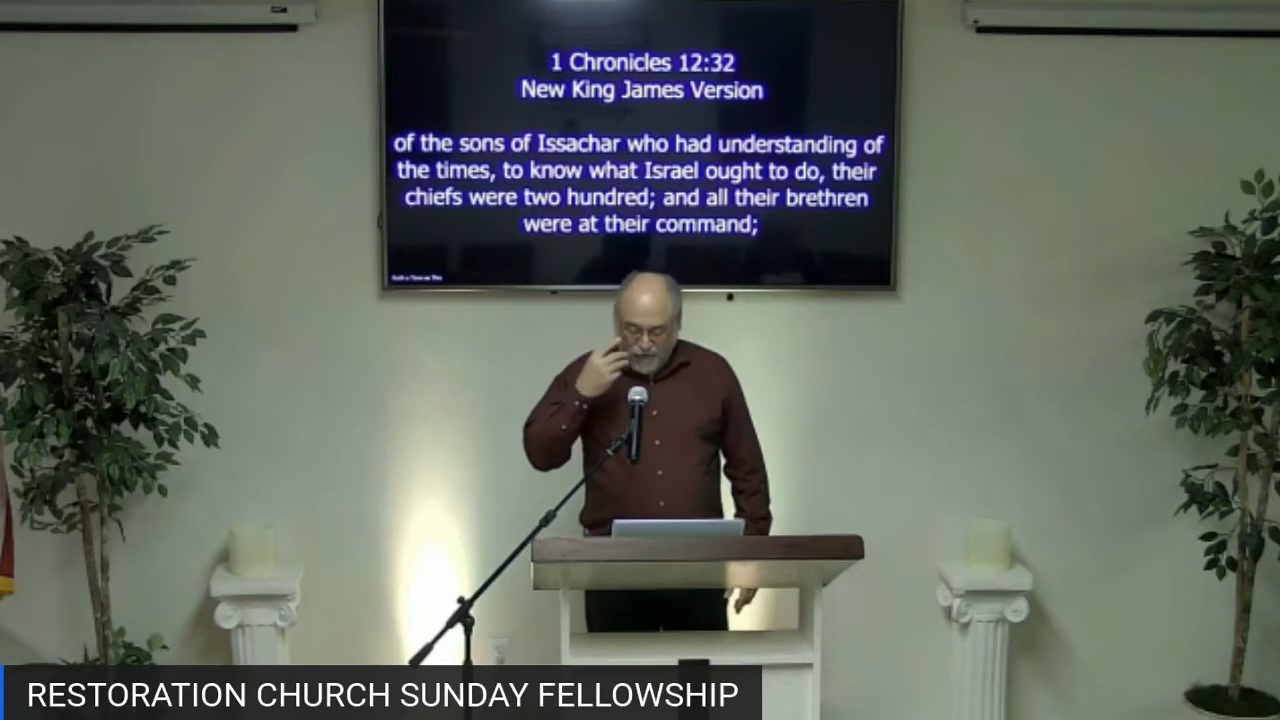 1 Chronicles 12:32
New King James Version
of the sons of Issachar who had understanding of
the times, to know what Israel ought to do, their
chiefs were two hundred; and all their brethren
were at their command;
RESTORATION CHURCH SUNDAY FELLOWSHIP